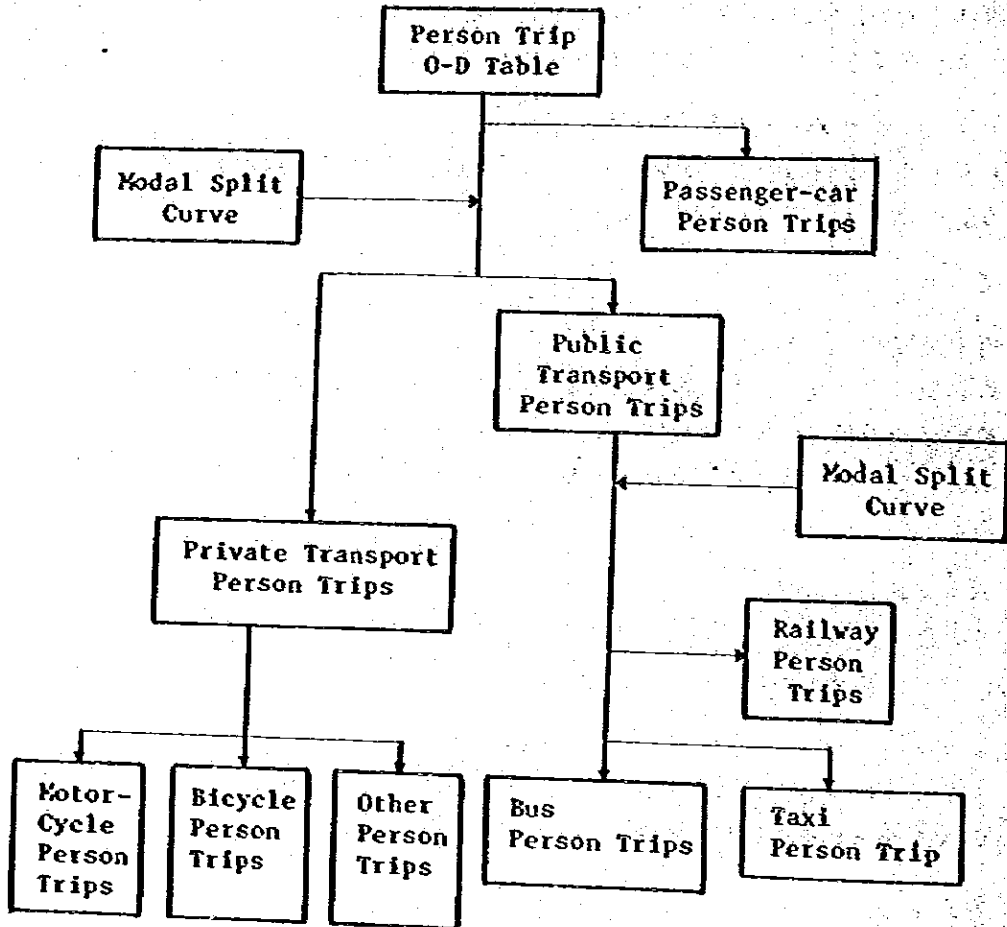 Person Trip
O-D Table
Modal Split
Curve
Passenger-car
Person Trips
Public
Transport
Person Trips
Modal Split
Curve
Private Transport
Person Trips
Railway
Person
Trips
Motor-
Cycle
Person
Trips
Bicycle
Person
Trips
Other
Person
Trips
Bus
Person Trips
Taxi
Person Trip